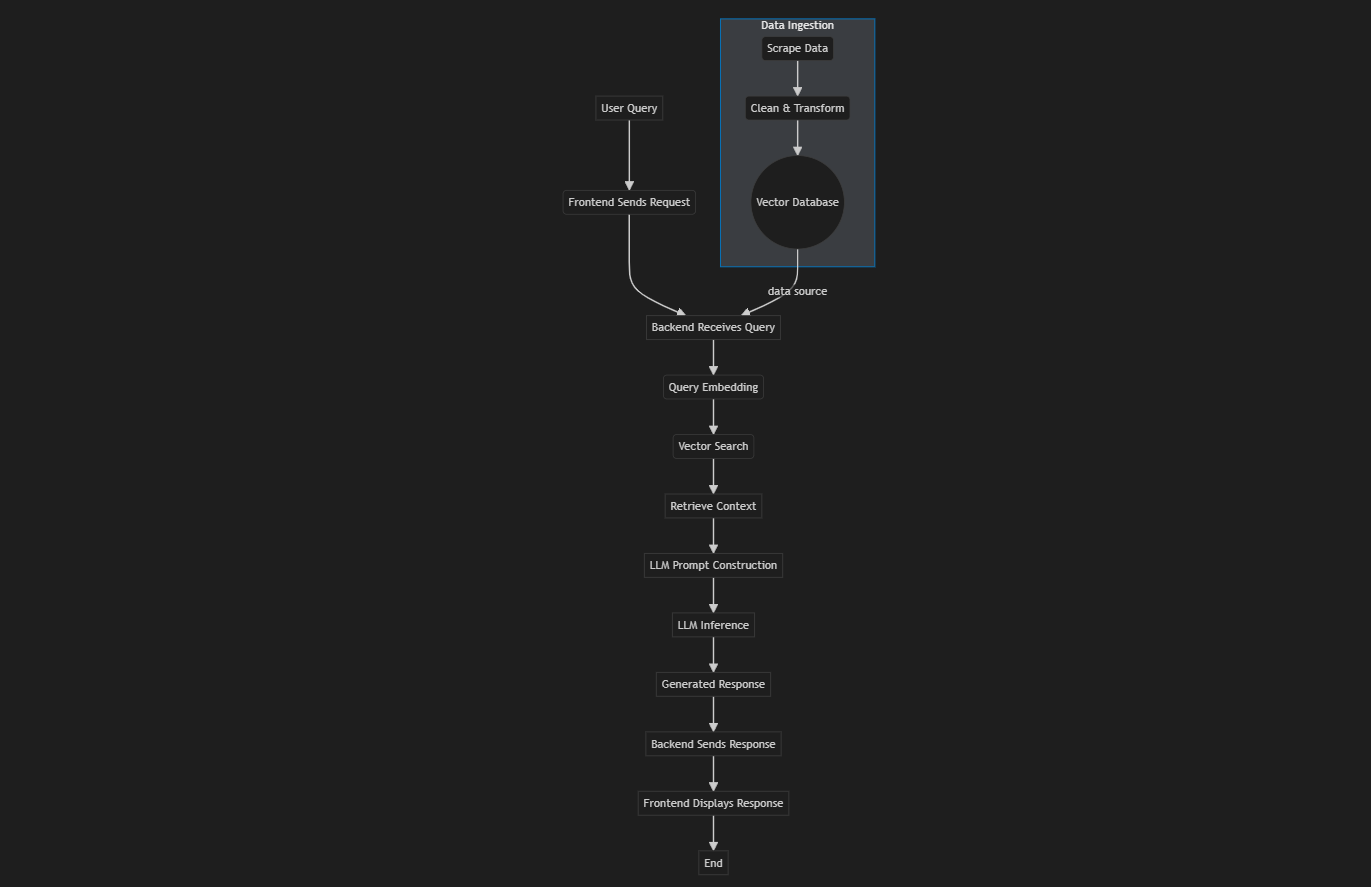 Data Ingestion
Scrape Data
User Query
Clean & Transform
Frontend Sends Request
Vector Database
data source
Backend Receives Query
Query Embedding
Vector Search
Retrieve Context
LLM Prompt Construction
LLM Inference
Generated Response
Backend Sends Response
Frontend Displays Response
End